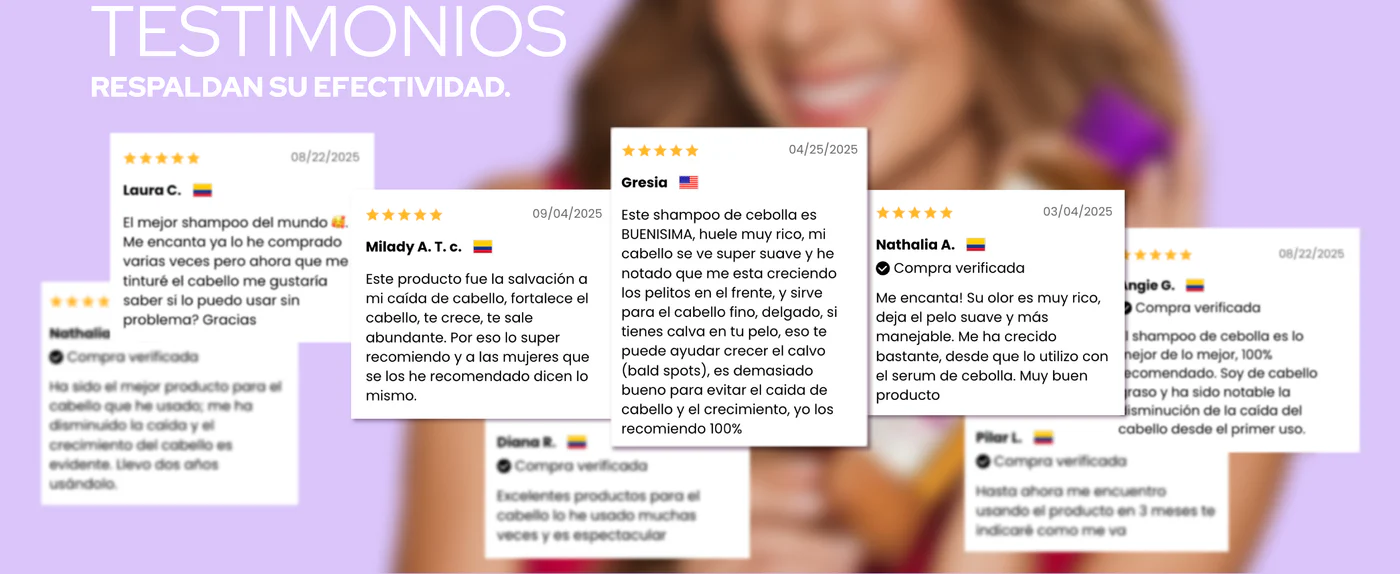 TESTIMONIOS
RESPALDAN SU EFECTIVIDAD.
08/22/2025
Laura C.
El mejor shampoo del mundo 🥰.
Me encanta ya lo he comprado
varias veces pero ahora que me
tinturé el cabello me gustaría
saber si lo puedo usar sin
problema? Gracias
Nathalia
Compra verificada
Ha sido el mejor producto para el
cabello que he usado; me ha
disminuido la caída y el
crecimiento del cabello es
evidente. Llevo dos años
usándolo.
09/04/2025
Milady A. T. c.
Este producto fue la salvación a
mi caída de cabello, fortalece el
cabello, te crece, te sale
abundante. Por eso lo super
recomiendo y a las mujeres que
se los he recomendado dicen lo
mismo.
Diana R.
Compra verificada
Excelentes productos para el
cabello lo he usado muchas
veces y es espectacular
04/25/2025
Gresia
Este shampoo de cebolla es
BUENISIMA, huele muy rico, mi
cabello se ve super suave y he
notado que me esta creciendo
los pelitos en el frente, y sirve
para el cabello fino, delgado, si
tienes calva en tu pelo, eso te
puede ayudar crecer el calvo
(bald spots), es demasiado
bueno para evitar el caida de
cabello y el crecimiento, yo los
recomiendo 100%
03/04/2025
Nathalia A.
Compra verificada
Me encanta! Su olor es muy rico,
deja el pelo suave y más
manejable. Me ha crecido
bastante, desde que lo utilizo con
el serum de cebolla. Muy buen
producto
Pilar L.
Compra verificada
Hasta ahora me encuentro
usando el producto en 3 meses te
indicaré como me va
08/22/2025
ngie G.
Compra verificada
l shampoo de cebolla es lo
mejor de lo mejor, 100%
ecomendado. Soy de cabello
graso y ha sido notable la
disminución de la caída del
cabello desde el primer uso.